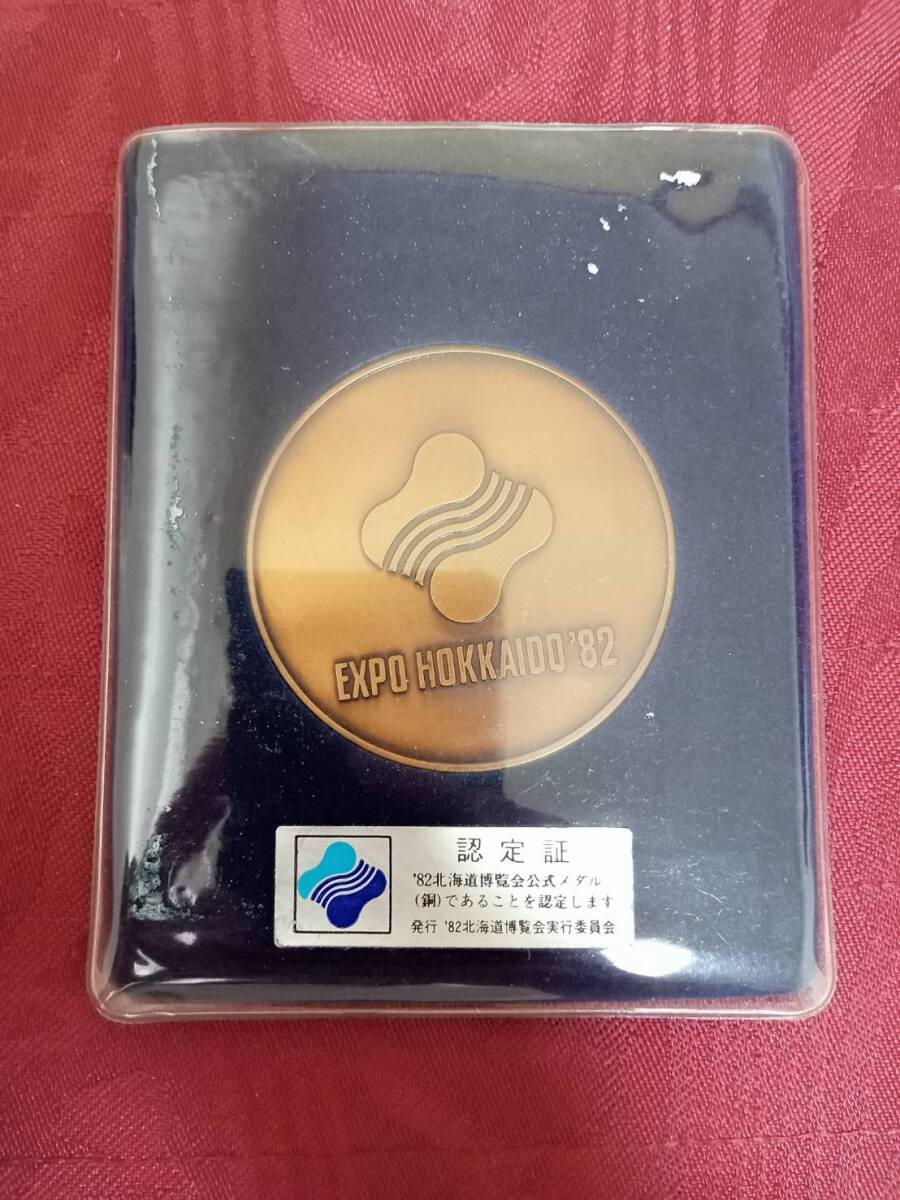 EXPO HOKKAIDO '82
認定証
'82北海道博覧会公式メダル
(銅)であることを認定します
発行 '82北海道博覧会実行委員会